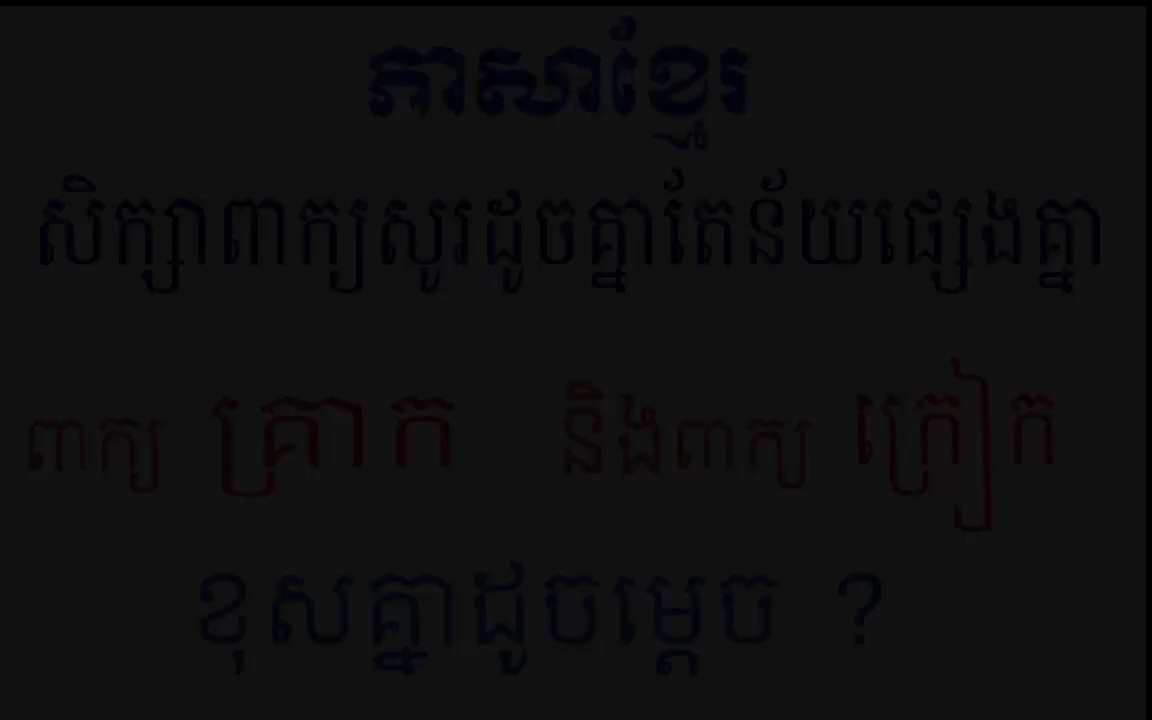 ភាសាខ្មែរ
សិក្សាពាក្យសូរដូចគ្នាតែន័យផ្សេងគ្នា
ពាក្យ គ្រាក និងពាក្យ ក្រៀក
ខុសគ្នាដូចម្ដេច ?